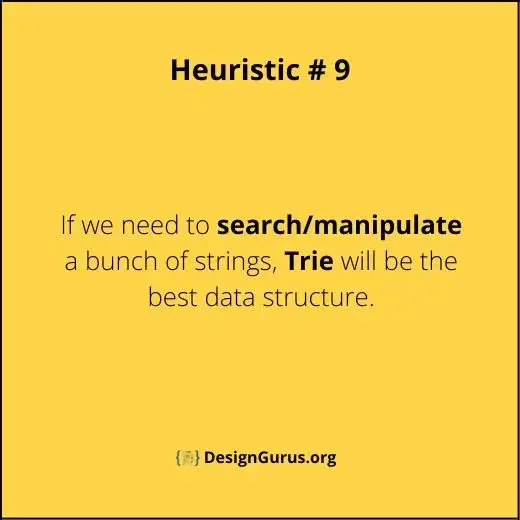 Heuristic # 9
If we need to search/manipulate
a bunch of strings, Trie will be the
best data structure.
DesignGurus.org